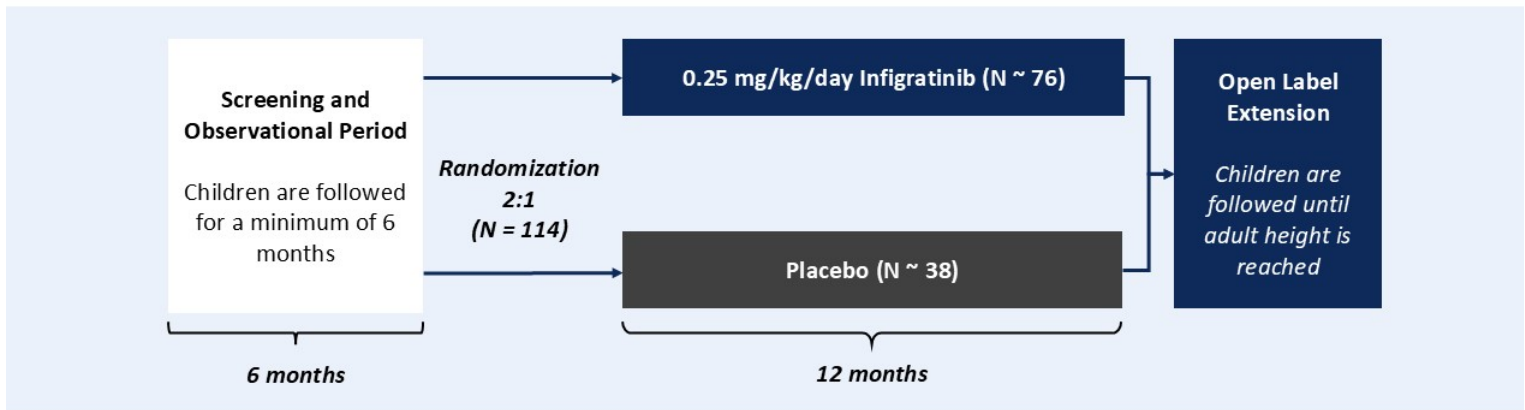 Screening and
Observational Period
Children are followed
for a minimum of 6
months
6 months
Randomization
2:1
(N = 114)
0.25 mg/kg/day Infigratinib (N ~ 76)
Placebo (N ~ 38)
12 months
Open Label
Extension
Children are
followed until
adult height is
reached